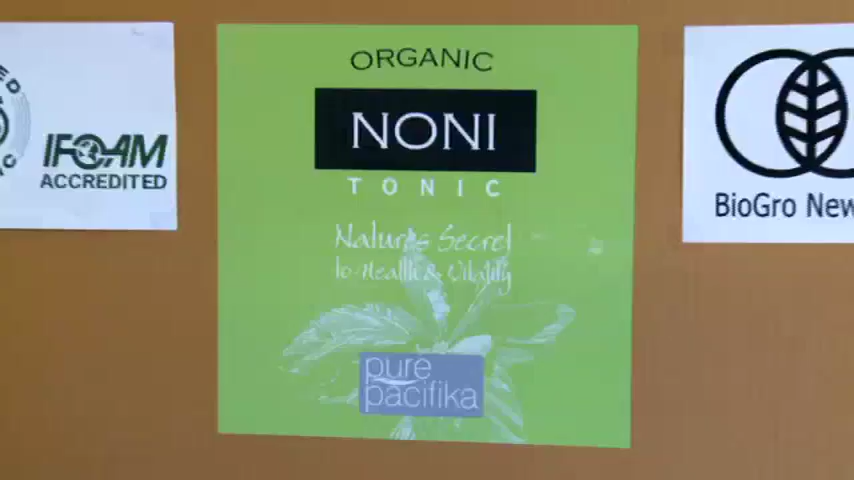 IFOAM
ACCREDITED
ORGANIC
NONI
TONIC
Nature's Secret
to Health & Vitality
pure
pacifika
BioGro New